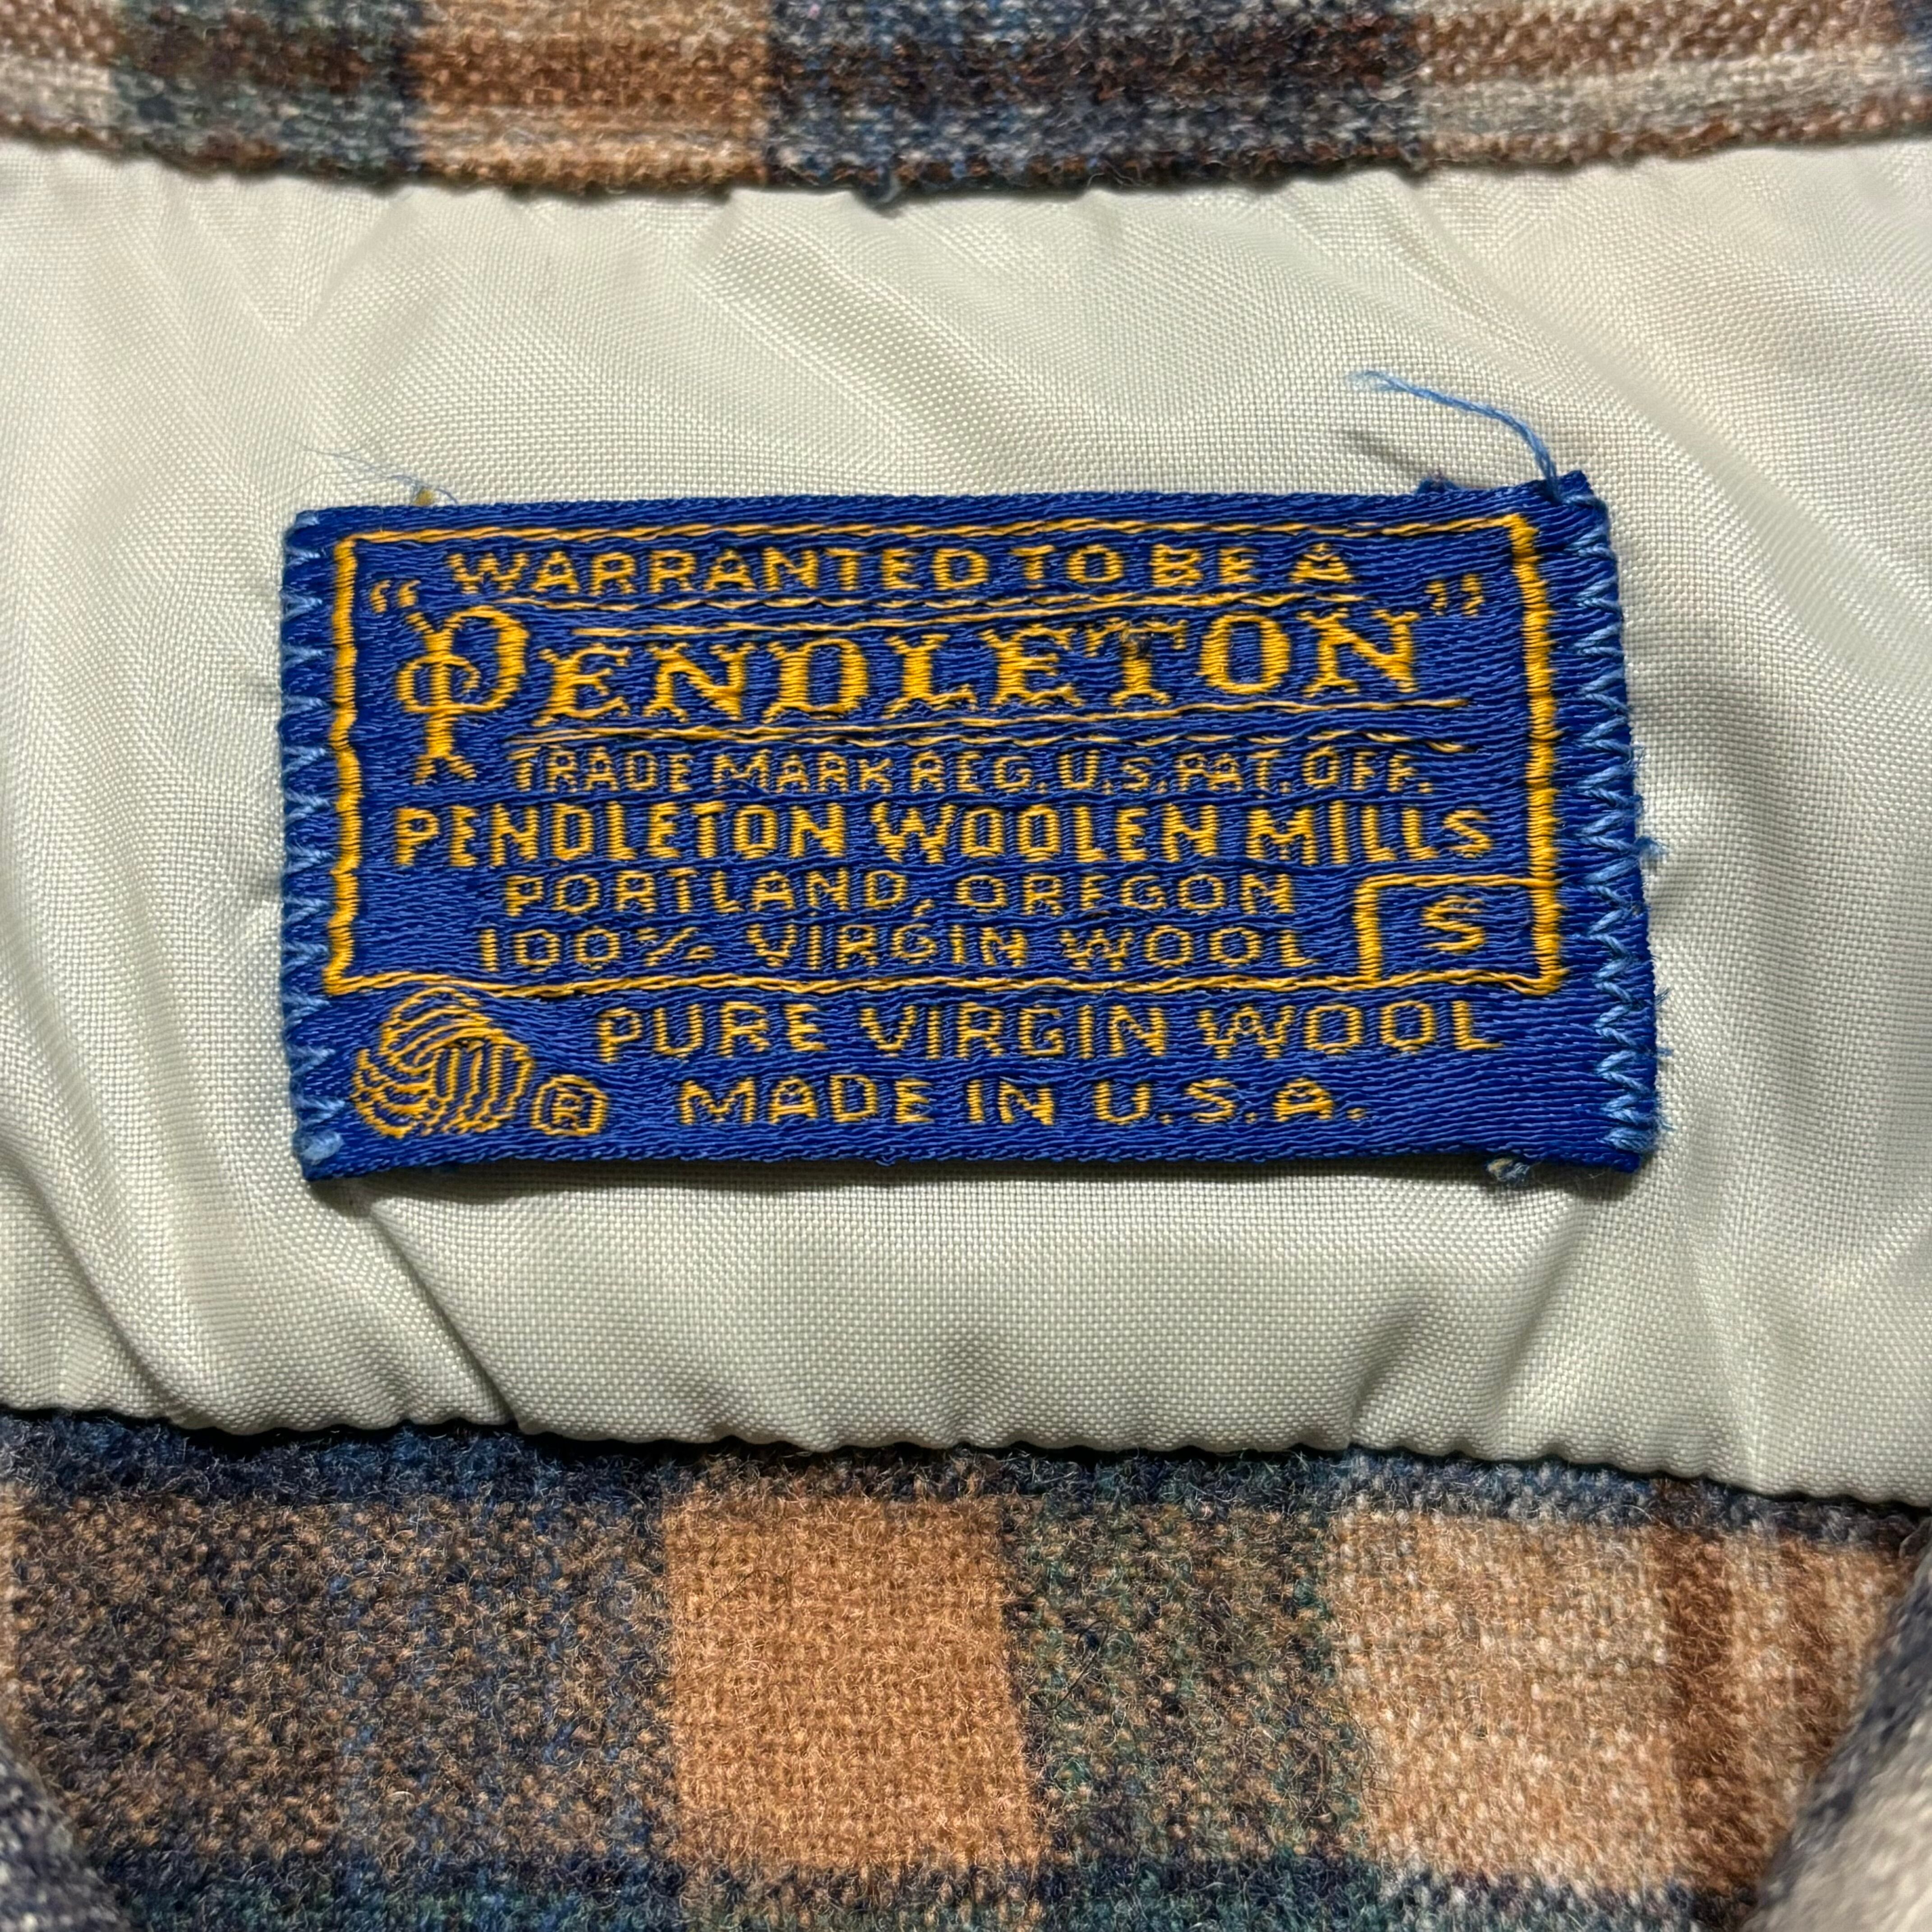 WARRANTED TO BE A
"PENDLETON"
TRADE MARK REG. U.S. PAT. OFF.
PENDLETON WOOLEN MILLS
PORTLAND, OREGON
100% VIRGIN WOOL S
PURE VIRGIN WOOL
® MADE IN U.S.A.